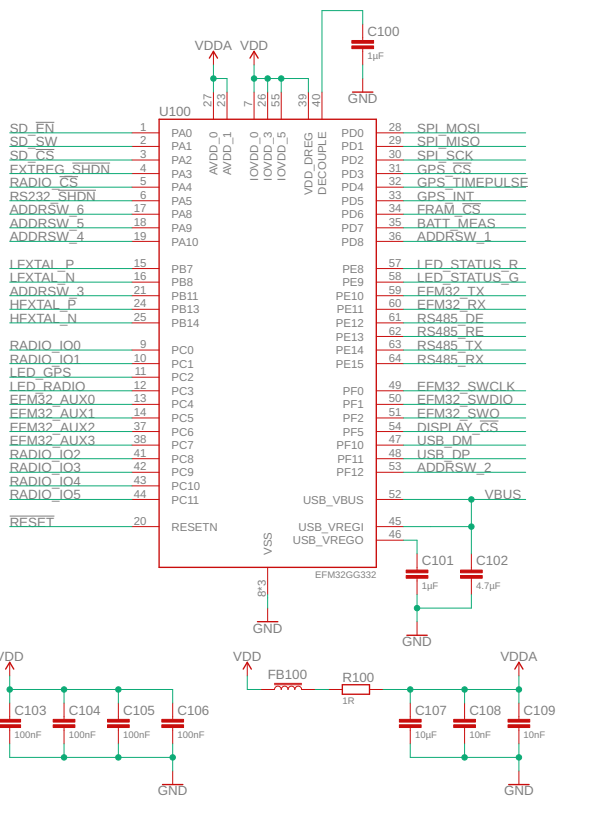 C100
1µF
GND
VDDA VDD
27 23 7 26 55 39 40
U100
AVDD_0 AVDD_1 IOVDD_0 IOVDD_3 IOVDD_5 VDD_DREG DECOUPLE
SD_EN 1 PA0 PD0 28 SPI_MOSI
SD_SW 2 PA1 PD1 29 SPI_MISO
SD_CS 3 PA2 PD2 30 SPI_SCK
EXTREG_SHDN 4 PA3 PD3 31 GPS_CS
RADIO_CS 5 PA4 PD4 32 GPS_TIMEPULSE
RS232_SHDN 6 PA5 PD5 33 GPS_INT
ADDRSW_6 17 PA8 PD6 34 FRAM_CS
ADDRSW_5 18 PA9 PD7 35 BATT_MEAS
ADDRSW_4 19 PA10 PD8 36 ADDRSW_1
LFXTAL_P 15 PB7 PE8 57 LED_STATUS_R
LFXTAL_N 16 PB8 PE9 58 LED_STATUS_G
ADDRSW_3 21 PB11 PE10 59 EFM32_TX
HFXTAL_P 24 PB13 PE11 60 EFM32_RX
HFXTAL_N 25 PB14 PE12 61 RS485_DE
PE13 62 RS485_RE
RADIO_IO0 9 PC0 PE14 63 RS485_TX
RADIO_IO1 10 PC1 PE15 64 RS485_RX
LED_GPS 11 PC2
LED_RADIO 12 PC3 PF0 49 EFM32_SWCLK
EFM32_AUX0 13 PC4 PF1 50 EFM32_SWDIO
EFM32_AUX1 14 PC5 PF2 51 EFM32_SWO
EFM32_AUX2 37 PC6 PF5 54 DISPLAY_CS
EFM32_AUX3 38 PC7 PF10 47 USB_DM
RADIO_IO2 41 PC8 PF11 48 USB_DP
RADIO_IO3 42 PC9 PF12 53 ADDRSW_2
RADIO_IO4 43 PC10
RADIO_IO5 44 PC11 USB_VBUS 52 VBUS
RESET 20 RESETN USB_VREGI 45
USB_VREGO 46
VSS
C101 C102
EFM32GG332
1µF 4.7µF
8*3
GND
GND
VDD VDD VDDA
FB100 R100
1R
C103 C104 C105 C106 C107 C108 C109
100nF 100nF 100nF 100nF 10µF 10nF 10nF
GND GND